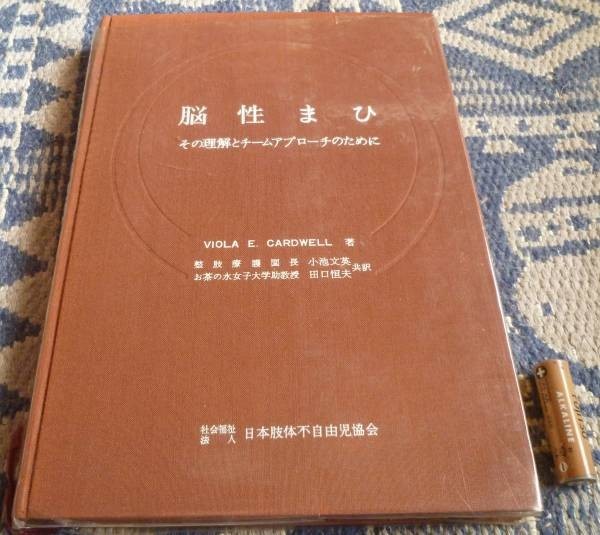 脳性まひ
その理解とチームアプローチのために
VIOLA E. CARDWELL 著
整肢療護園長 小池文英
お茶の水女子大学助教授 田口恒夫 共訳
社会福祉
法人 日本肢体不自由児協会
ALKALINE